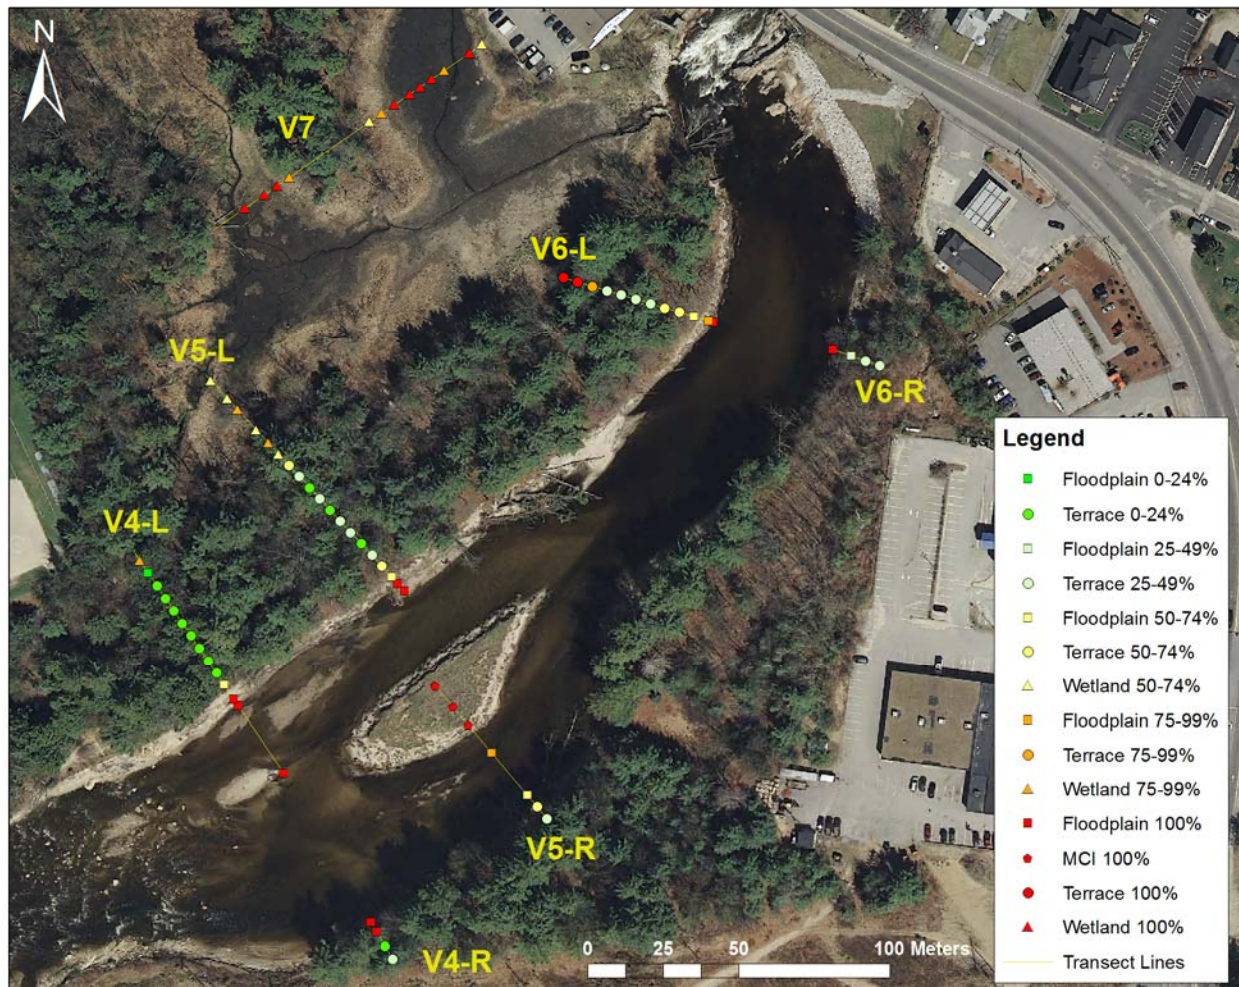 N
V7
V6-L
V5-L
V6-R
V4-L
V5-R
V4-R
0 25 50 100 Meters
Legend
Floodplain 0-24%
Terrace 0-24%
Floodplain 25-49%
Terrace 25-49%
Floodplain 50-74%
Terrace 50-74%
Wetland 50-74%
Floodplain 75-99%
Terrace 75-99%
Wetland 75-99%
Floodplain 100%
MCI 100%
Terrace 100%
Wetland 100%
Transect Lines